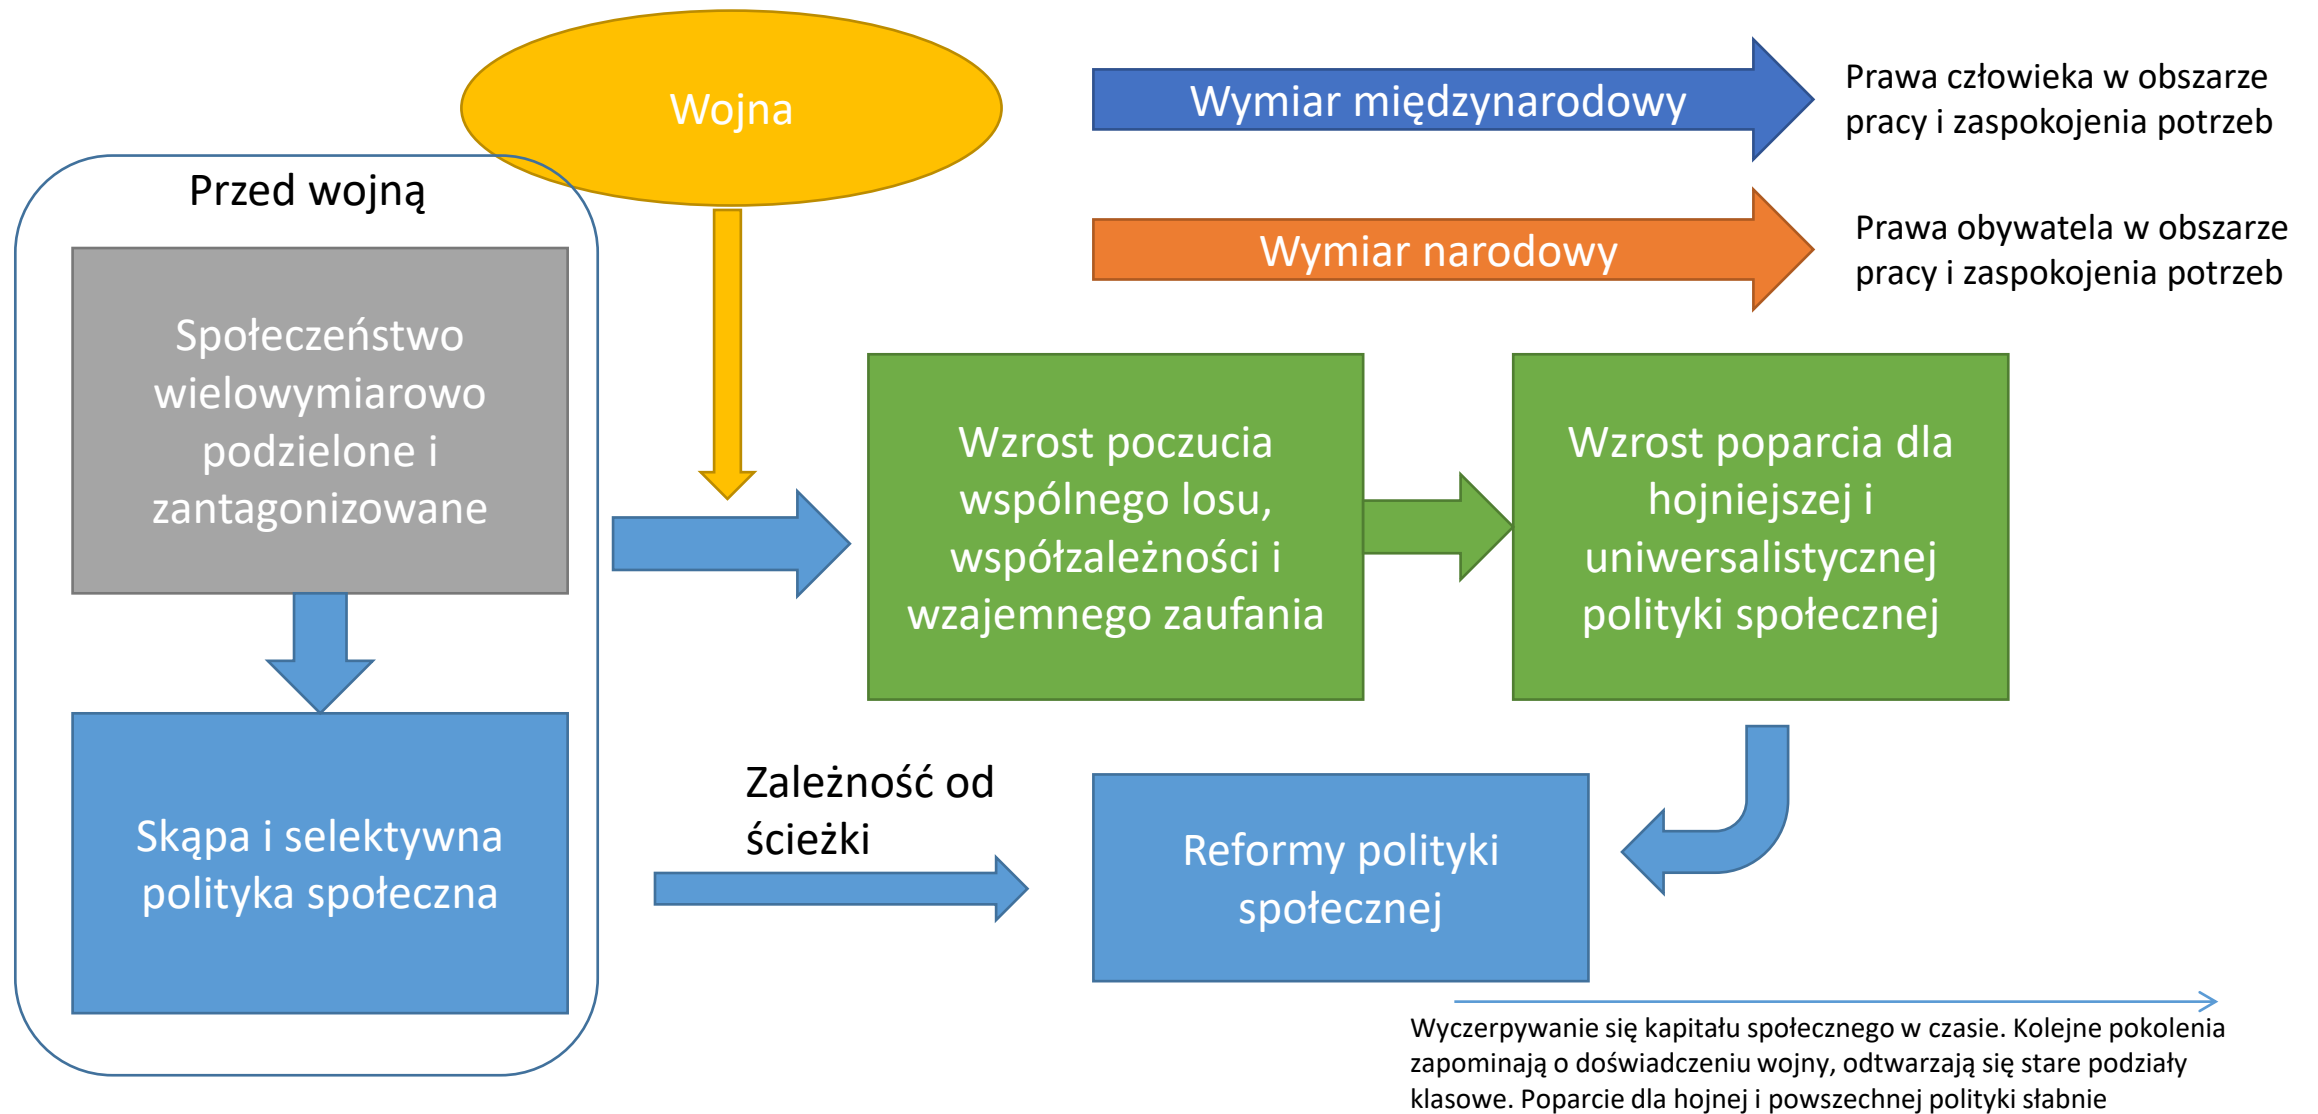 Wojna
Wymiar międzynarodowy
Prawa człowieka w obszarze
pracy i zaspokojenia potrzeb
Przed wojną
Wymiar narodowy
Prawa obywatela w obszarze
pracy i zaspokojenia potrzeb
Społeczeństwo
wielowymiarowo
podzielone i
zantagonizowane
Wzrost poczucia
wspólnego losu,
współzależności i
wzajemnego zaufania
Wzrost poparcia dla
hojniejszej i
uniwersalistycznej
polityki społecznej
Skąpa i selektywna
polityka społeczna
Zależność od
ścieżki
Reformy polityki
społecznej
Wyczerpywanie się kapitału społecznego w czasie. Kolejne pokolenia
zapominają o doświadczeniu wojny, odtwarzają się stare podziały
klasowe. Poparcie dla hojnej i powszechnej polityki słabnie